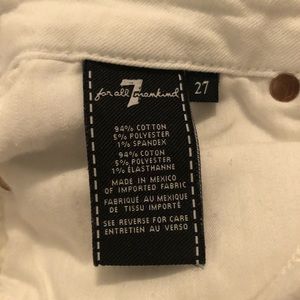 for all 7 mankind
27
94% COTTON
5% POLYESTER
1% SPANDEX
94% COTON
5% POLYESTER
1% ÉLASTHANNE
MADE IN MEXICO
OF IMPORTED FABRIC
FABRIQUÉ AU MEXIQUE
DE TISSU IMPORTÉ
SEE REVERSE FOR CARE
ENTRETIEN AU VERSO